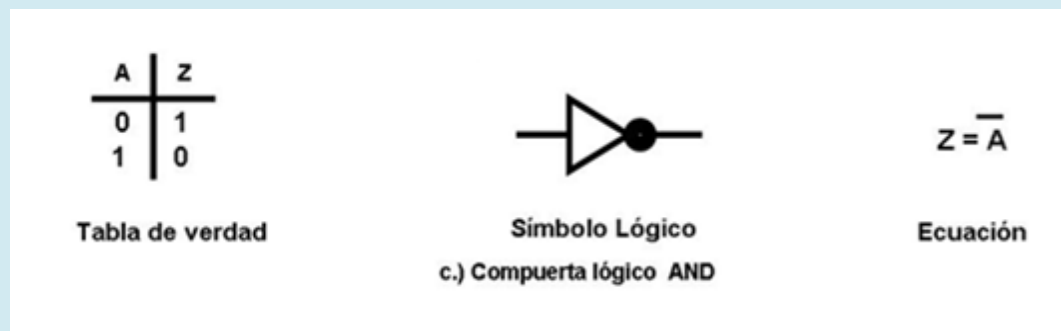 A Z
0 1
1 0
Tabla de verdad
Símbolo Lógico
Z = A̅
Ecuación
c.) Compuerta lógico AND